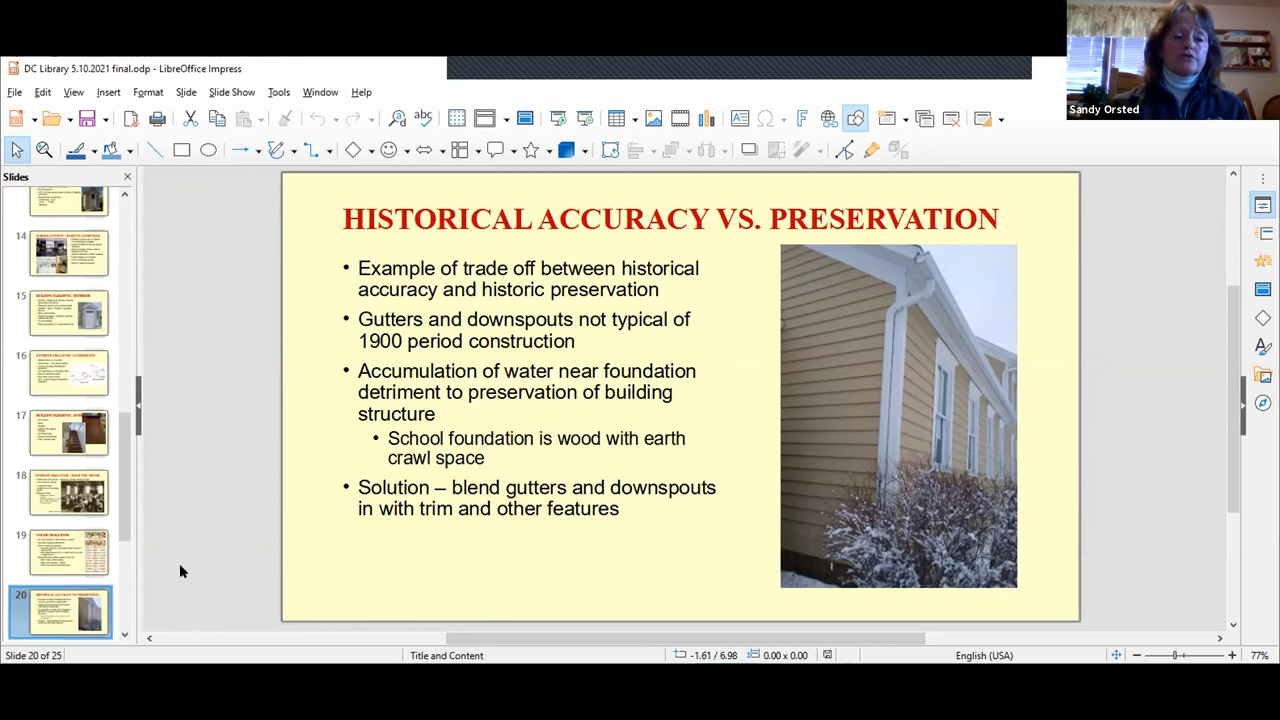 Sandy Orsted
DC Library 5.10.2021 final.odp - LibreOffice Impress
File Edit View Insert Format Slide Slide Show Tools Window Help
abc
Slides
14
15
16
17
18
19
20
HISTORICAL ACCURACY VS. PRESERVATION
• Example of trade off between historical
accuracy and historic preservation
• Gutters and downspouts not typical of
1900 period construction
• Accumulation of water near foundation
detriment to preservation of building
structure
• School foundation is wood with earth
crawl space
• Solution – blend gutters and downspouts
in with trim and other features
Slide 20 of 25
Title and Content
-1.61 / 6.98
0.00 x 0.00
English (USA)
77%